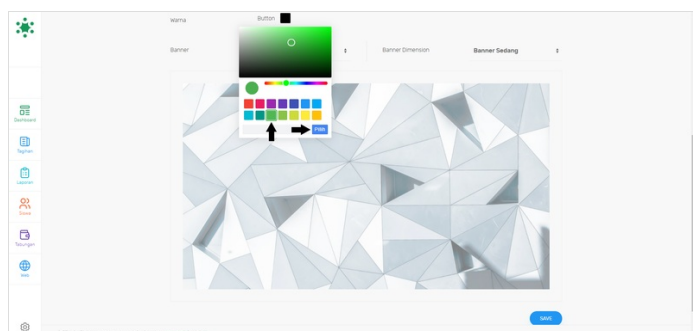 Warna
Button
Banner
Banner Dimension
Banner Sedang
Dashboard
Tagihan
Laporan
Siswa
Tabungan
Web
Pilih
SAVE